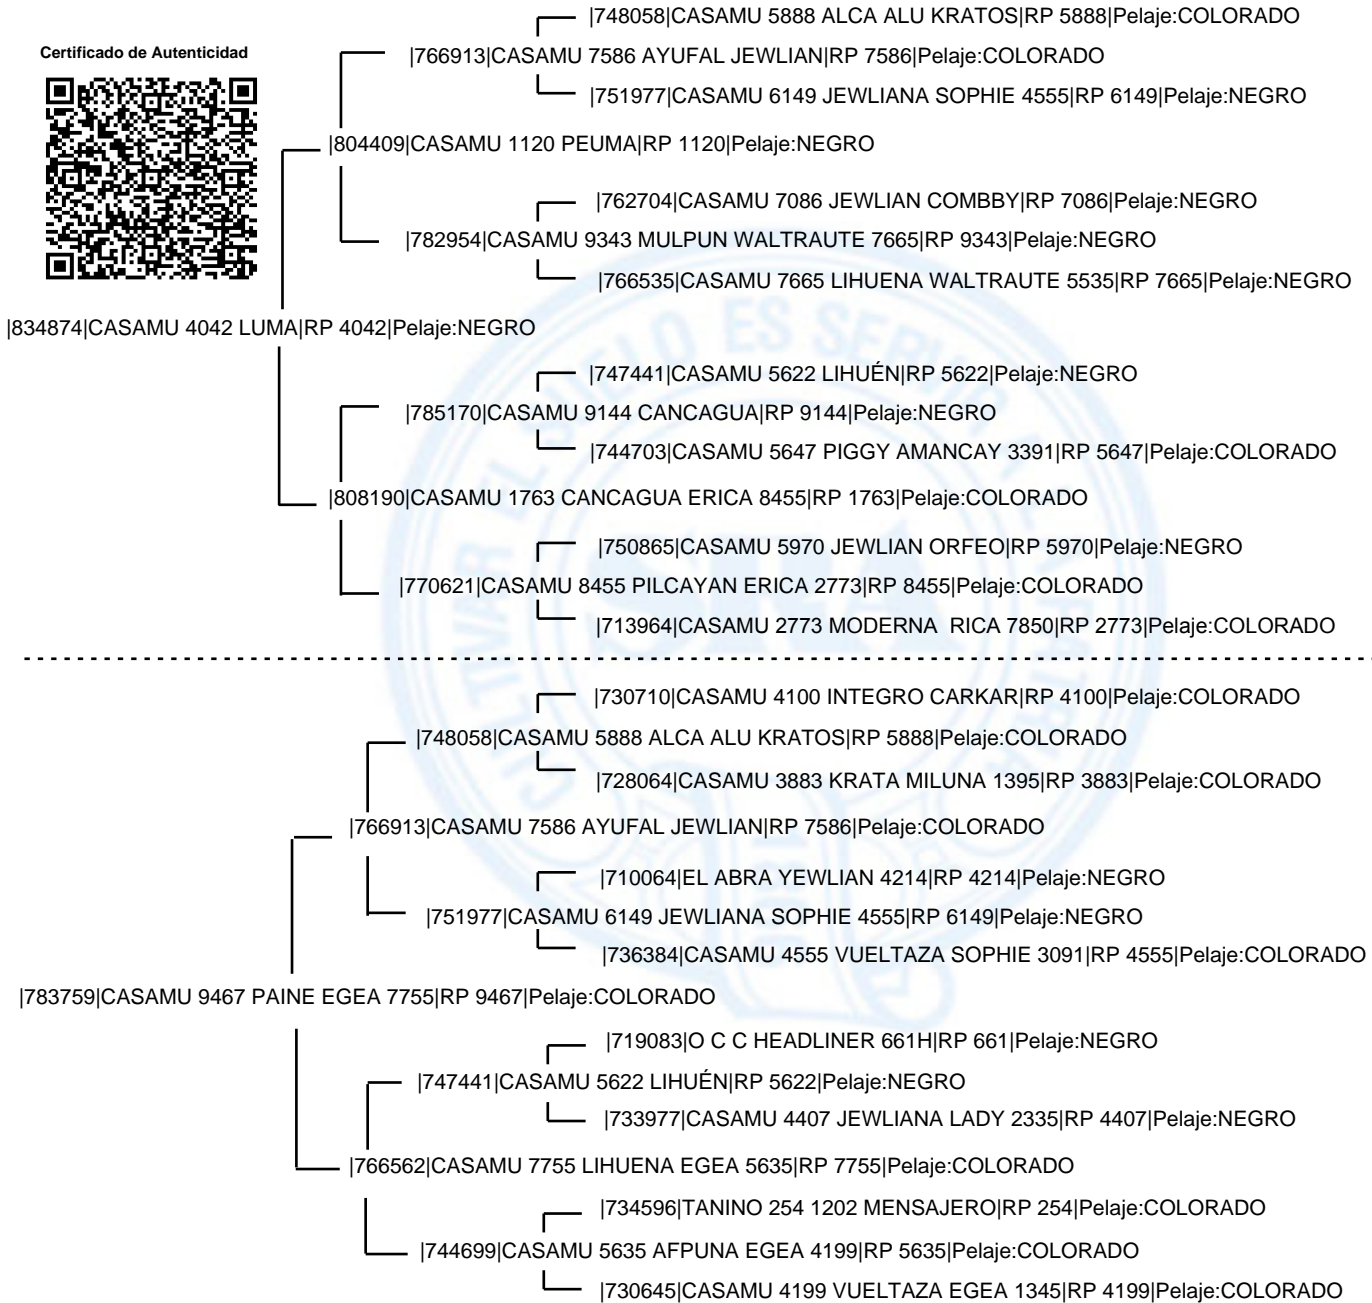 |748058|CASAMU 5888 ALCA ALU KRATOS|RP 5888|Pelaje:COLORADO
Certificado de Autenticidad
|766913|CASAMU 7586 AYUFAL JEWLIAN|RP 7586|Pelaje:COLORADO
|751977|CASAMU 6149 JEWLIANA SOPHIE 4555|RP 6149|Pelaje:NEGRO
|804409|CASAMU 1120 PEUMA|RP 1120|Pelaje:NEGRO
|762704|CASAMU 7086 JEWLIAN COMBBY|RP 7086|Pelaje:NEGRO
|782954|CASAMU 9343 MULPUN WALTRAUTE 7665|RP 9343|Pelaje:NEGRO
|766535|CASAMU 7665 LIHUENA WALTRAUTE 5535|RP 7665|Pelaje:NEGRO
|834874|CASAMU 4042 LUMA|RP 4042|Pelaje:NEGRO
|747441|CASAMU 5622 LIHUÉN|RP 5622|Pelaje:NEGRO
|785170|CASAMU 9144 CANCAGUA|RP 9144|Pelaje:NEGRO
|744703|CASAMU 5647 PIGGY AMANCAY 3391|RP 5647|Pelaje:COLORADO
|808190|CASAMU 1763 CANCAGUA ERICA 8455|RP 1763|Pelaje:COLORADO
|750865|CASAMU 5970 JEWLIAN ORFEO|RP 5970|Pelaje:NEGRO
|770621|CASAMU 8455 PILCAYAN ERICA 2773|RP 8455|Pelaje:COLORADO
|713964|CASAMU 2773 MODERNA  RICA 7850|RP 2773|Pelaje:COLORADO
|730710|CASAMU 4100 INTEGRO CARKAR|RP 4100|Pelaje:COLORADO
|748058|CASAMU 5888 ALCA ALU KRATOS|RP 5888|Pelaje:COLORADO
|728064|CASAMU 3883 KRATA MILUNA 1395|RP 3883|Pelaje:COLORADO
|766913|CASAMU 7586 AYUFAL JEWLIAN|RP 7586|Pelaje:COLORADO
|710064|EL ABRA YEWLIAN 4214|RP 4214|Pelaje:NEGRO
|751977|CASAMU 6149 JEWLIANA SOPHIE 4555|RP 6149|Pelaje:NEGRO
|736384|CASAMU 4555 VUELTAZA SOPHIE 3091|RP 4555|Pelaje:COLORADO
|783759|CASAMU 9467 PAINE EGEA 7755|RP 9467|Pelaje:COLORADO
|719083|O C C HEADLINER 661H|RP 661|Pelaje:NEGRO
|747441|CASAMU 5622 LIHUÉN|RP 5622|Pelaje:NEGRO
|733977|CASAMU 4407 JEWLIANA LADY 2335|RP 4407|Pelaje:NEGRO
|766562|CASAMU 7755 LIHUENA EGEA 5635|RP 7755|Pelaje:COLORADO
|734596|TANINO 254 1202 MENSAJERO|RP 254|Pelaje:COLORADO
|744699|CASAMU 5635 AFPUNA EGEA 4199|RP 5635|Pelaje:COLORADO
|730645|CASAMU 4199 VUELTAZA EGEA 1345|RP 4199|Pelaje:COLORADO